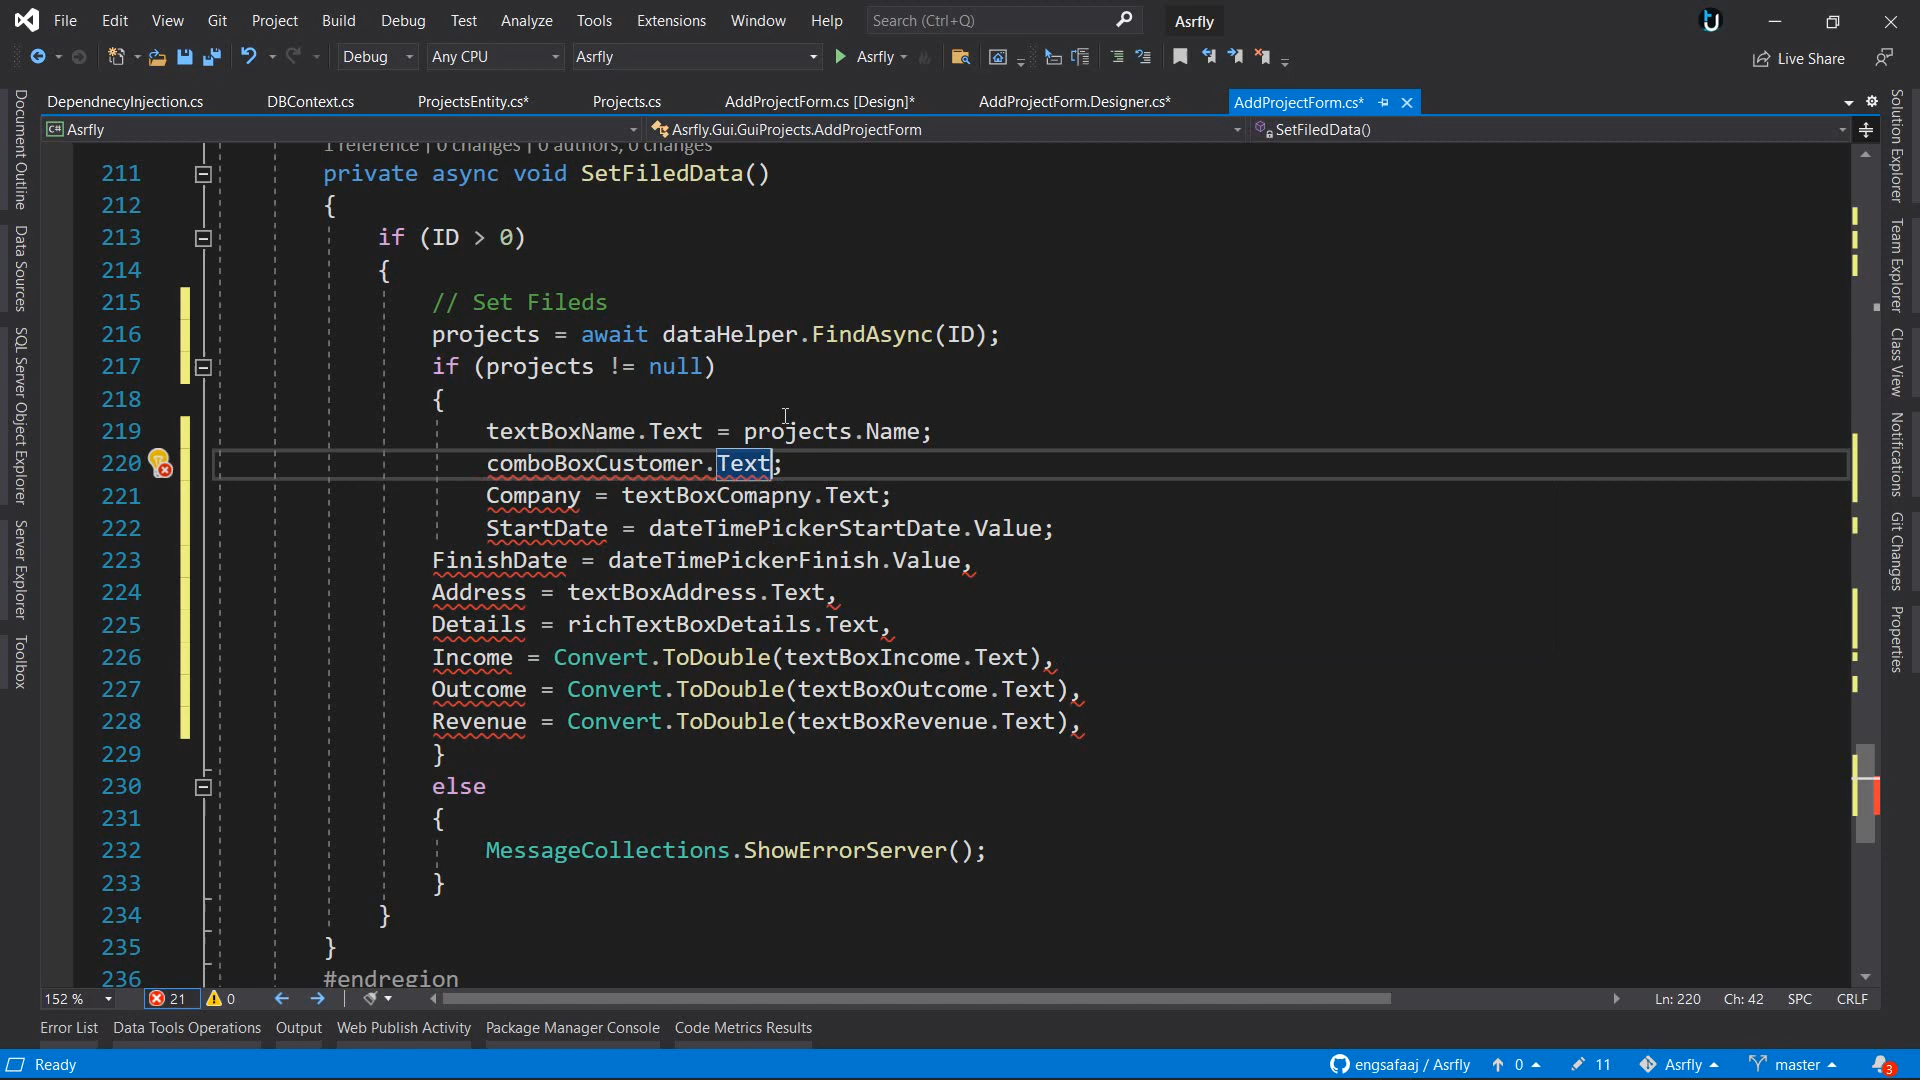 File Edit View Git Project Build Debug Test Analyze Tools Extensions Window Help Search (Ctrl+Q) Asrfly
Debug Any CPU Asrfly Asrfly Live Share
DependnecyInjection.cs DBContext.cs ProjectsEntity.cs* Projects.cs AddProjectForm.cs [Design]* AddProjectForm.Designer.cs* AddProjectForm.cs*
C# Asrfly Asrfly.Gui.GuiProjects.AddProjectForm SetFiledData()
1 reference | 0 changes | 0 authors, 0 changes
211 private async void SetFiledData()
212 {
213 if (ID > 0)
214 {
215 // Set Fileds
216 projects = await dataHelper.FindAsync(ID);
217 if (projects != null)
218 {
219 textBoxName.Text = projects.Name;
220 comboBoxCustomer.Text;
221 Company = textBoxComapny.Text;
222 StartDate = dateTimePickerStartDate.Value;
223 FinishDate = dateTimePickerFinish.Value,
224 Address = textBoxAddress.Text,
225 Details = richTextBoxDetails.Text,
226 Income = Convert.ToDouble(textBoxIncome.Text),
227 Outcome = Convert.ToDouble(textBoxOutcome.Text),
228 Revenue = Convert.ToDouble(textBoxRevenue.Text),
229 }
230 else
231 {
232 MessageCollections.ShowErrorServer();
233 }
234 }
235 }
236 #endregion
152 % 21 0 Ln: 220 Ch: 42 SPC CRLF
Error List Data Tools Operations Output Web Publish Activity Package Manager Console Code Metrics Results
Ready engsafaaj / Asrfly 0 11 Asrfly master 3
Document Outline
Data Sources
SQL Server Object Explorer
Server Explorer
Toolbox
Solution Explorer
Team Explorer
Class View
Notifications
Git Changes
Properties